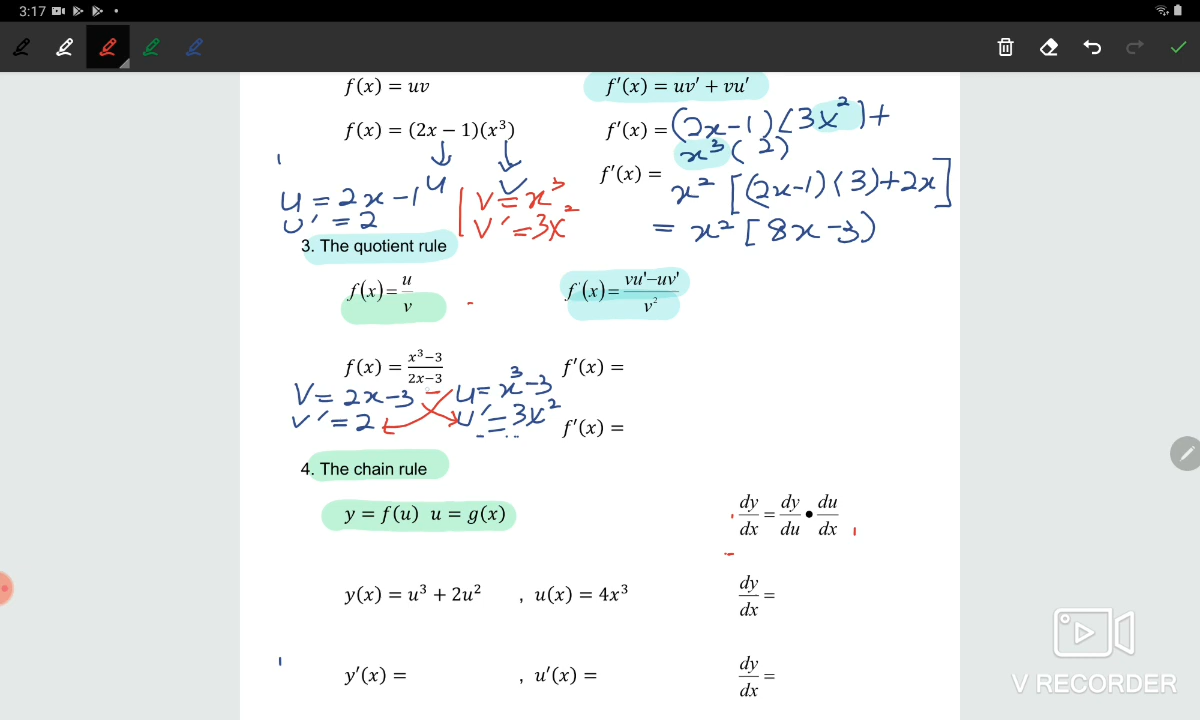 3:17
f(x) = uv f′(x) = uv′ + vu′
f(x) = (2x − 1)(x³) f′(x) = (2x-1)(3x²)+
x³(2)
u v
f′(x) = x² [(2x-1)(3)+2x]
u = 2x-1 | v = x³
u' = 2 | v' = 3x²
= x² [8x-3)
3. The quotient rule
f(x)=u/v f'(x)=vu'−uv'/v²
f(x) = x³−3/2x−3 f′(x) =
v = 2x-3 u = x³-3
v' = 2 u' = 3x²
f′(x) =
4. The chain rule
y = f(u) u = g(x) dy/dx = dy/du • du/dx
y(x) = u³ + 2u² , u(x) = 4x³ dy/dx =
y′(x) = , u′(x) = dy/dx =
V RECORDER